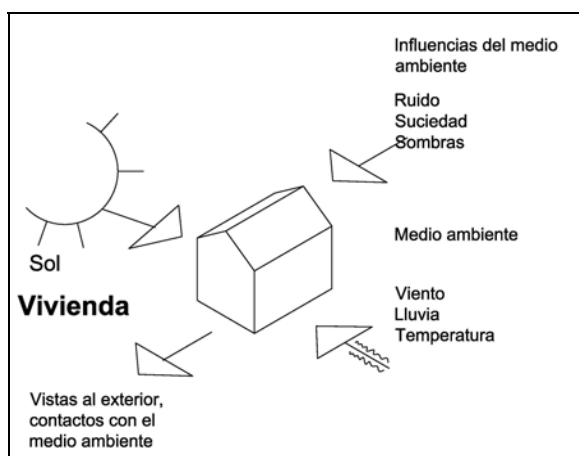 Influencias del medio
ambiente
Ruido
Suciedad
Sombras
Medio ambiente
Sol
Vivienda
Viento
Lluvia
Temperatura
Vistas al exterior,
contactos con el
medio ambiente